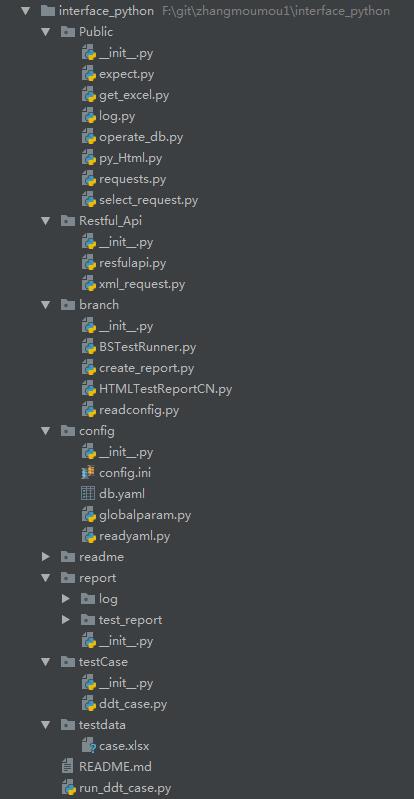 interface_python F:\git\zhangmoumou1\interface_python
Public
__init__.py
expect.py
get_excel.py
log.py
operate_db.py
py_Html.py
requests.py
select_request.py
Restful_Api
__init__.py
resfulapi.py
xml_request.py
branch
__init__.py
BSTestRunner.py
create_report.py
HTMLTestReportCN.py
readconfig.py
config
__init__.py
config.ini
db.yaml
globalparam.py
readyaml.py
readme
report
log
test_report
__init__.py
testCase
__init__.py
ddt_case.py
testdata
case.xlsx
README.md
run_ddt_case.py